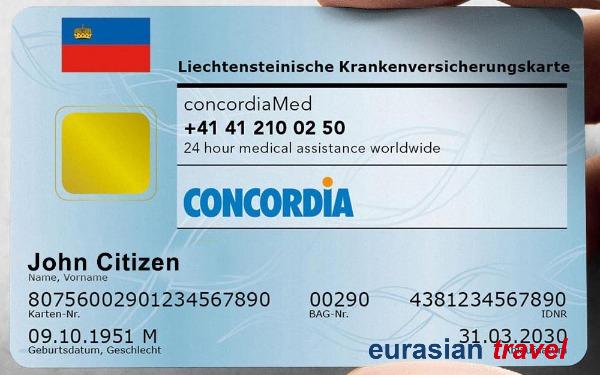 Liechtensteinische Krankenversicherungskarte
concordiaMed
+41 41 210 02 50
24 hour medical assistance worldwide
CONCORDIA
John Citizen
Name, Vorname
80756002901234567890 00290 4381234567890
Karten-Nr. BAG-Nr. IDNR
09.10.1951 M 31.03.2030
Geburtsdatum, Geschlecht
eurasian travel